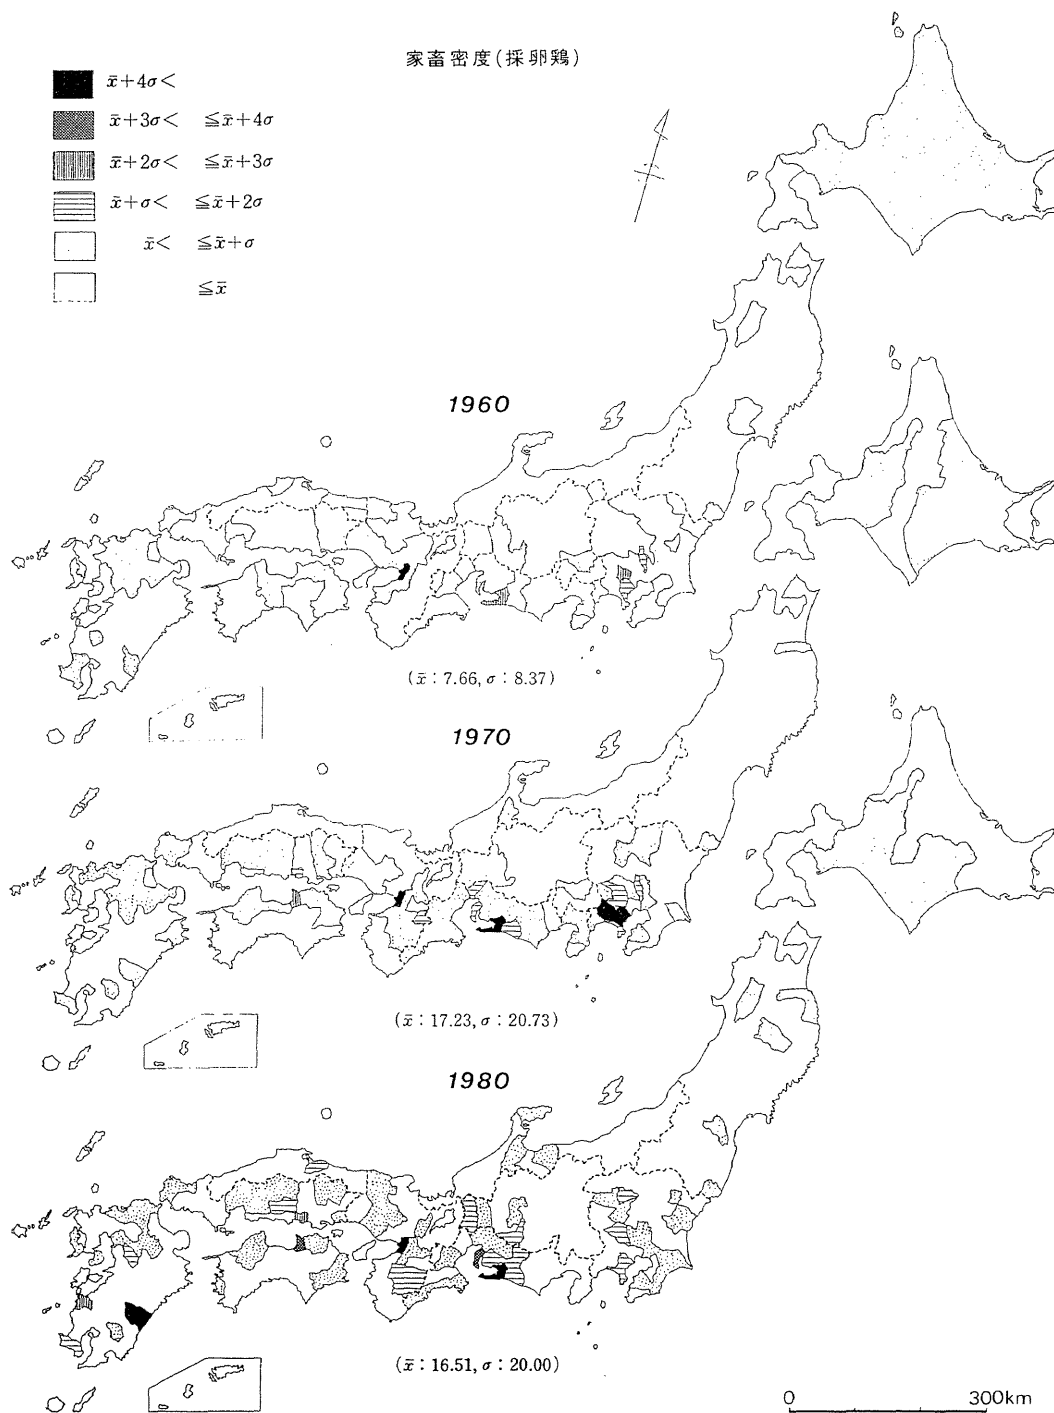 家畜密度(採卵鶏)
x̄+4σ<
x̄+3σ< ≦x̄+4σ
x̄+2σ< ≦x̄+3σ
x̄+σ< ≦x̄+2σ
x̄< ≦x̄+σ
≦x̄
1960
(x̄：7.66, σ：8.37)
1970
(x̄：17.23, σ：20.73)
1980
(x̄：16.51, σ：20.00)
0 300km